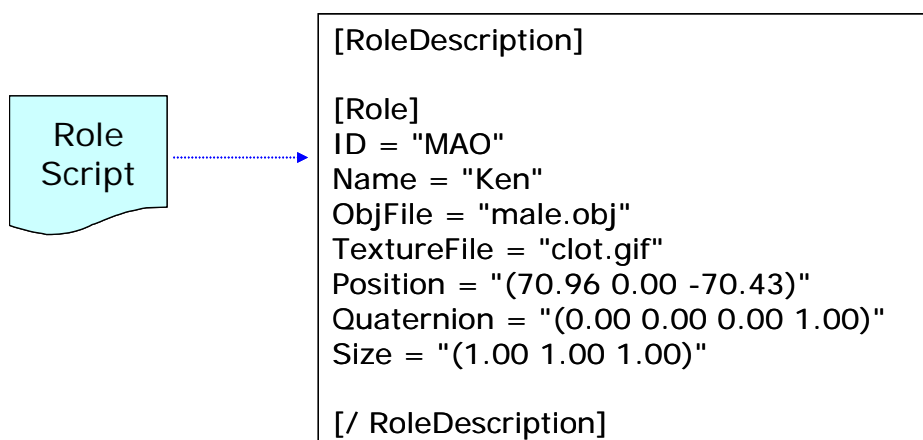 Role
Script
[RoleDescription]
[Role]
ID = "MAO"
Name = "Ken"
ObjFile = "male.obj"
TextureFile = "clot.gif"
Position = "(70.96 0.00 -70.43)"
Quaternion = "(0.00 0.00 0.00 1.00)"
Size = "(1.00 1.00 1.00)"
[/ RoleDescription]